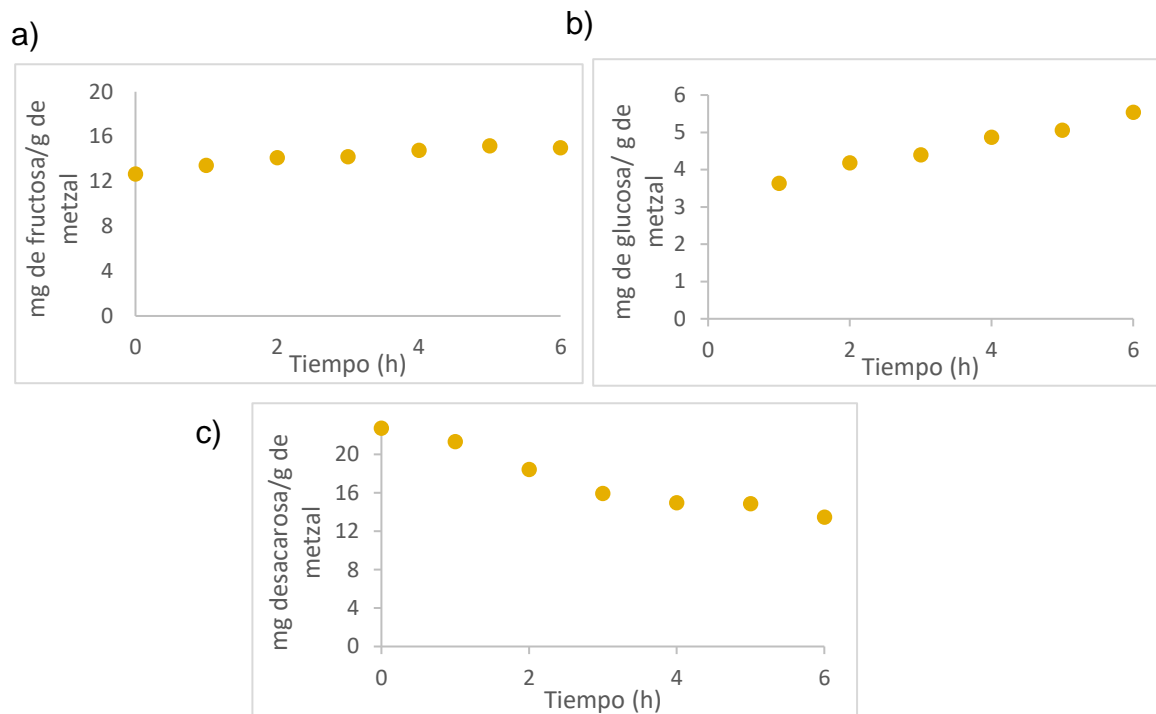 a)
mg de fructosa/g de
metzal
20
16
12
8
4
0
0 2 4 6
Tiempo (h)
b)
mg de glucosa/ g de
metzal
6
5
4
3
2
1
0
0 2 4 6
Tiempo (h)
c)
mg desacarosa/g de
metzal
20
16
12
8
4
0
0 2 4 6
Tiempo (h)